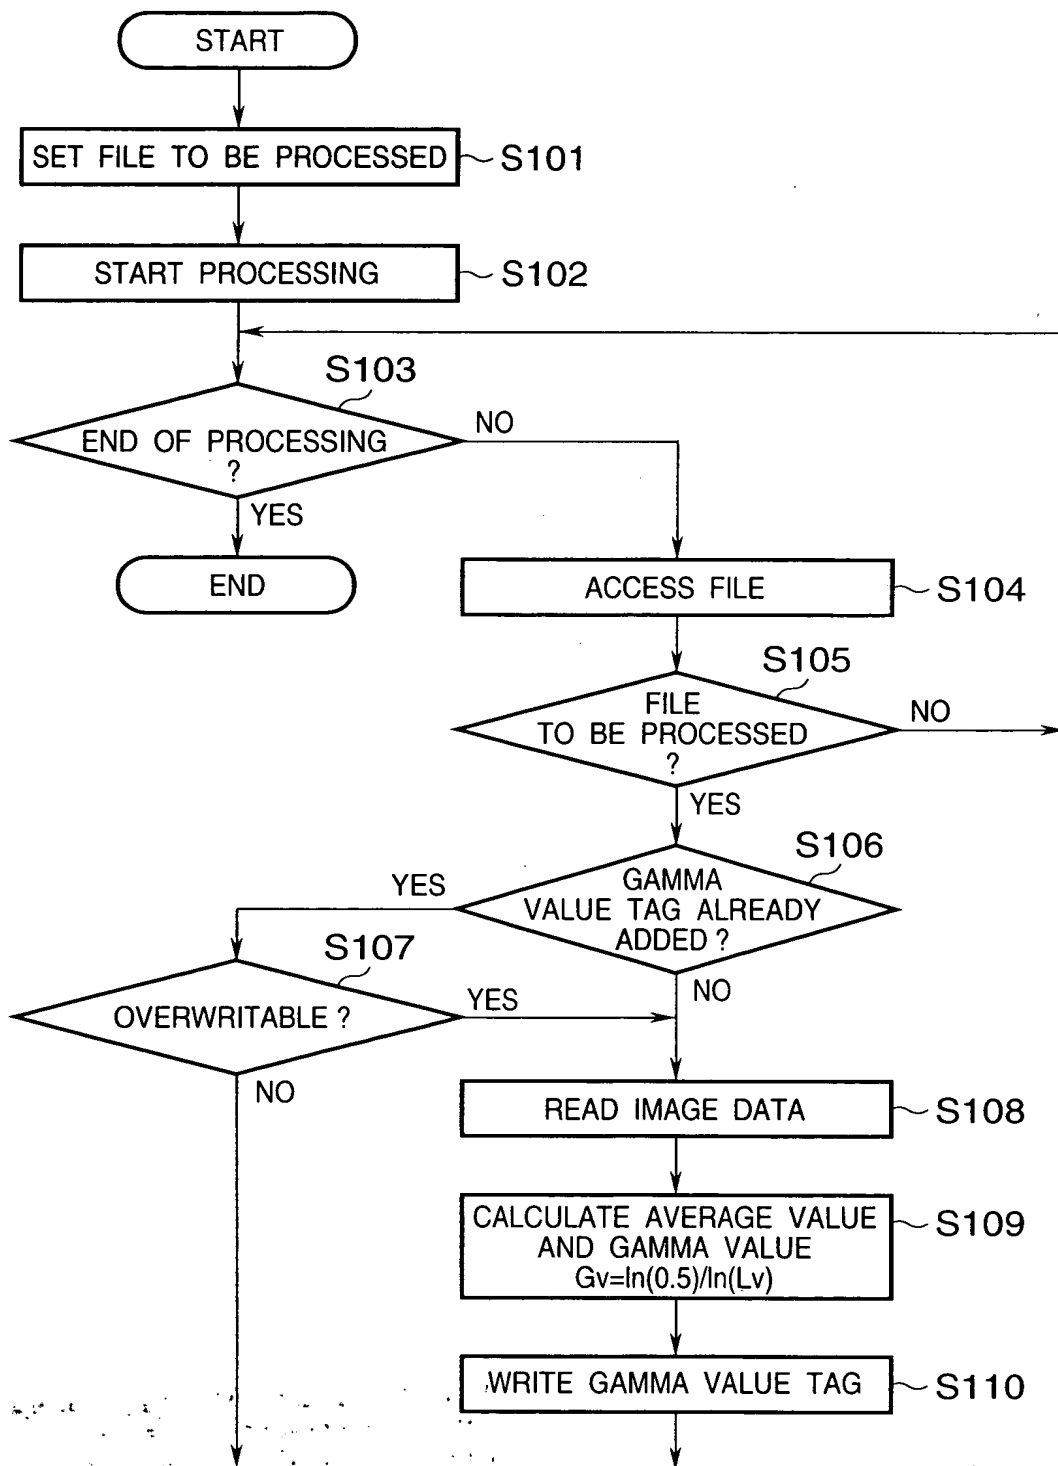 START
SET FILE TO BE PROCESSED
S101
START PROCESSING
S102
S103
END OF PROCESSING
?
NO
YES
END
ACCESS FILE
S104
S105
FILE
TO BE PROCESSED
?
NO
YES
S106
GAMMA
VALUE TAG ALREADY
ADDED ?
YES
NO
S107
OVERWRITABLE ?
YES
NO
READ IMAGE DATA
S108
CALCULATE AVERAGE VALUE
AND GAMMA VALUE
Gv=ln(0.5)/ln(Lv)
S109
WRITE GAMMA VALUE TAG
S110